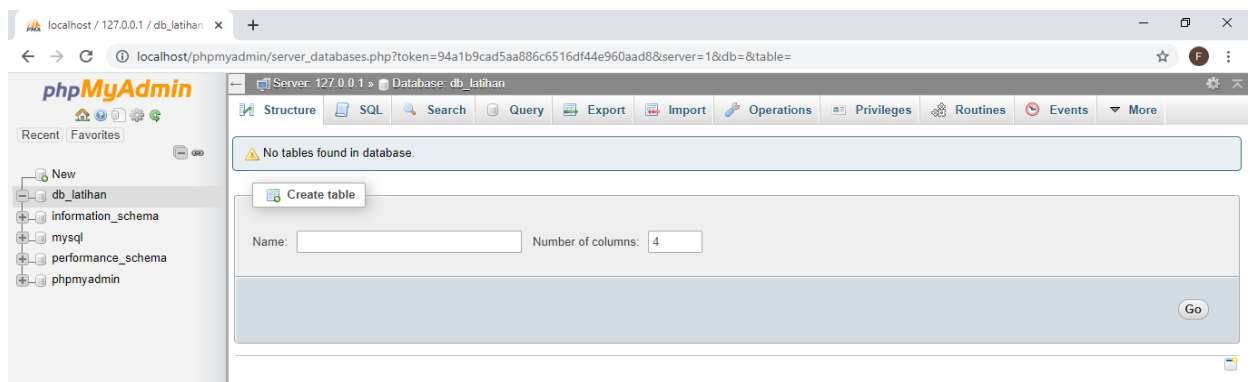 localhost / 127.0.0.1 / db_latihan
localhost/phpmyadmin/server_databases.php?token=94a1b9cad5aa886c6516df44e960aad8&server=1&db=&table=
F
phpMyAdmin
Recent Favorites
New
db_latihan
information_schema
mysql
performance_schema
phpmyadmin
Server: 127.0.0.1 » Database: db_latihan
Structure SQL Search Query Export Import Operations Privileges Routines Events More
No tables found in database.
Create table
Name: Number of columns: 4
Go